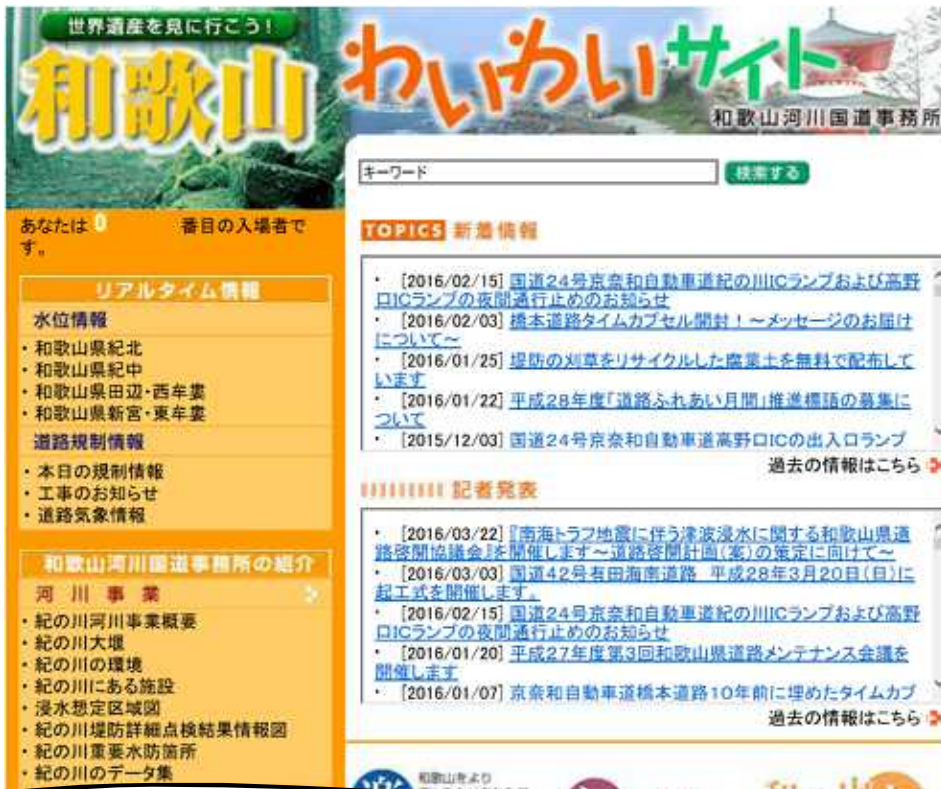 世界遺産を見に行こう!
和歌山
わいわいサイト
和歌山河川国道事務所
キーワード
検索する
あなたは 0 番目の入場者で
す。
リアルタイム情報
水位情報
・和歌山県紀北
・和歌山県紀中
・和歌山県田辺・西牟婁
・和歌山県新宮・東牟婁
道路規制情報
・本日の規制情報
・工事のお知らせ
・道路気象情報
和歌山河川国道事務所の紹介
河川事業
・紀の川河川事業概要
・紀の川大堰
・紀の川の環境
・紀の川にある施設
・浸水想定区域図
・紀の川堤防詳細点検結果情報図
・紀の川重要水防箇所
・紀の川のデータ集
TOPICS 新着情報
・ [2016/02/15] 国道24号京奈和自動車道紀の川ICランプおよび高野
口ICランプの夜間通行止めのお知らせ
・ [2016/02/03] 橋本道路タイムカプセル開封!~メッセージのお届け
について~
・ [2016/01/25] 堤防の刈草をリサイクルした腐葉土を無料で配布して
います
・ [2016/01/22] 平成28年度「道路ふれあい月間」推進標語の募集に
ついて
・ [2015/12/03] 国道24号京奈和自動車道高野口ICの出入口ランプ
過去の情報はこちら
記者発表
・ [2016/03/22] 『南海トラフ地震に伴う津波浸水に関する和歌山県道
路啓開協議会』を開催します~道路啓開計画(案)の策定に向けて~
・ [2016/03/03] 国道42号有田海南道路 平成28年3月20日(日)に
起工式を開催します。
・ [2016/02/15] 国道24号京奈和自動車道紀の川ICランプおよび高野
口ICランプの夜間通行止めのお知らせ
・ [2016/01/20] 平成27年度第3回和歌山県道路メンテナンス会議を
開催します
・ [2016/01/07] 京奈和自動車道橋本道路10年前に埋めたタイムカプ
過去の情報はこちら
和歌山をより